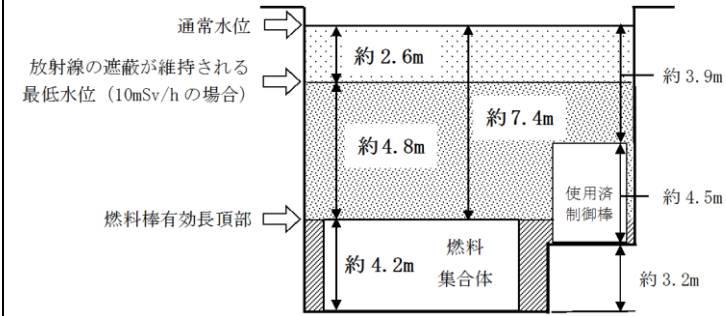 通常水位
約2.6m
放射線の遮蔽が維持される
最低水位（10mSv/hの場合）
約3.9m
約7.4m
約4.8m
使用済
制御棒
約4.5m
燃料棒有効長頂部
燃料
集合体
約4.2m
約3.2m